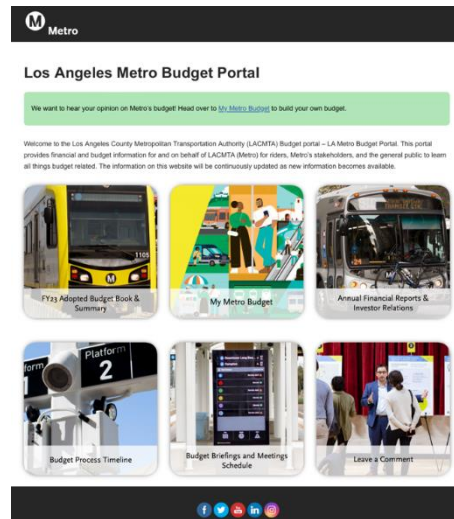 M Metro
Los Angeles Metro Budget Portal
We want to hear your opinion on Metro's budget! Head over to My Metro Budget to build your own budget.
Welcome to the Los Angeles County Metropolitan Transportation Authority (LACMTA) Budget portal – LA Metro Budget Portal. This portal
provides financial and budget information for and on behalf of LACMTA (Metro) for riders, Metro's stakeholders, and the general public to learn
all things budget related. The information on this website will be continuously updated as new information becomes available.
1105
M
FY23 Adopted Budget Book &
Summary
My Metro Budget
Annual Financial Reports &
Investor Relations
Platform
2
Budget Process Timeline
Budget Briefings and Meetings
Schedule
Leave a Comment